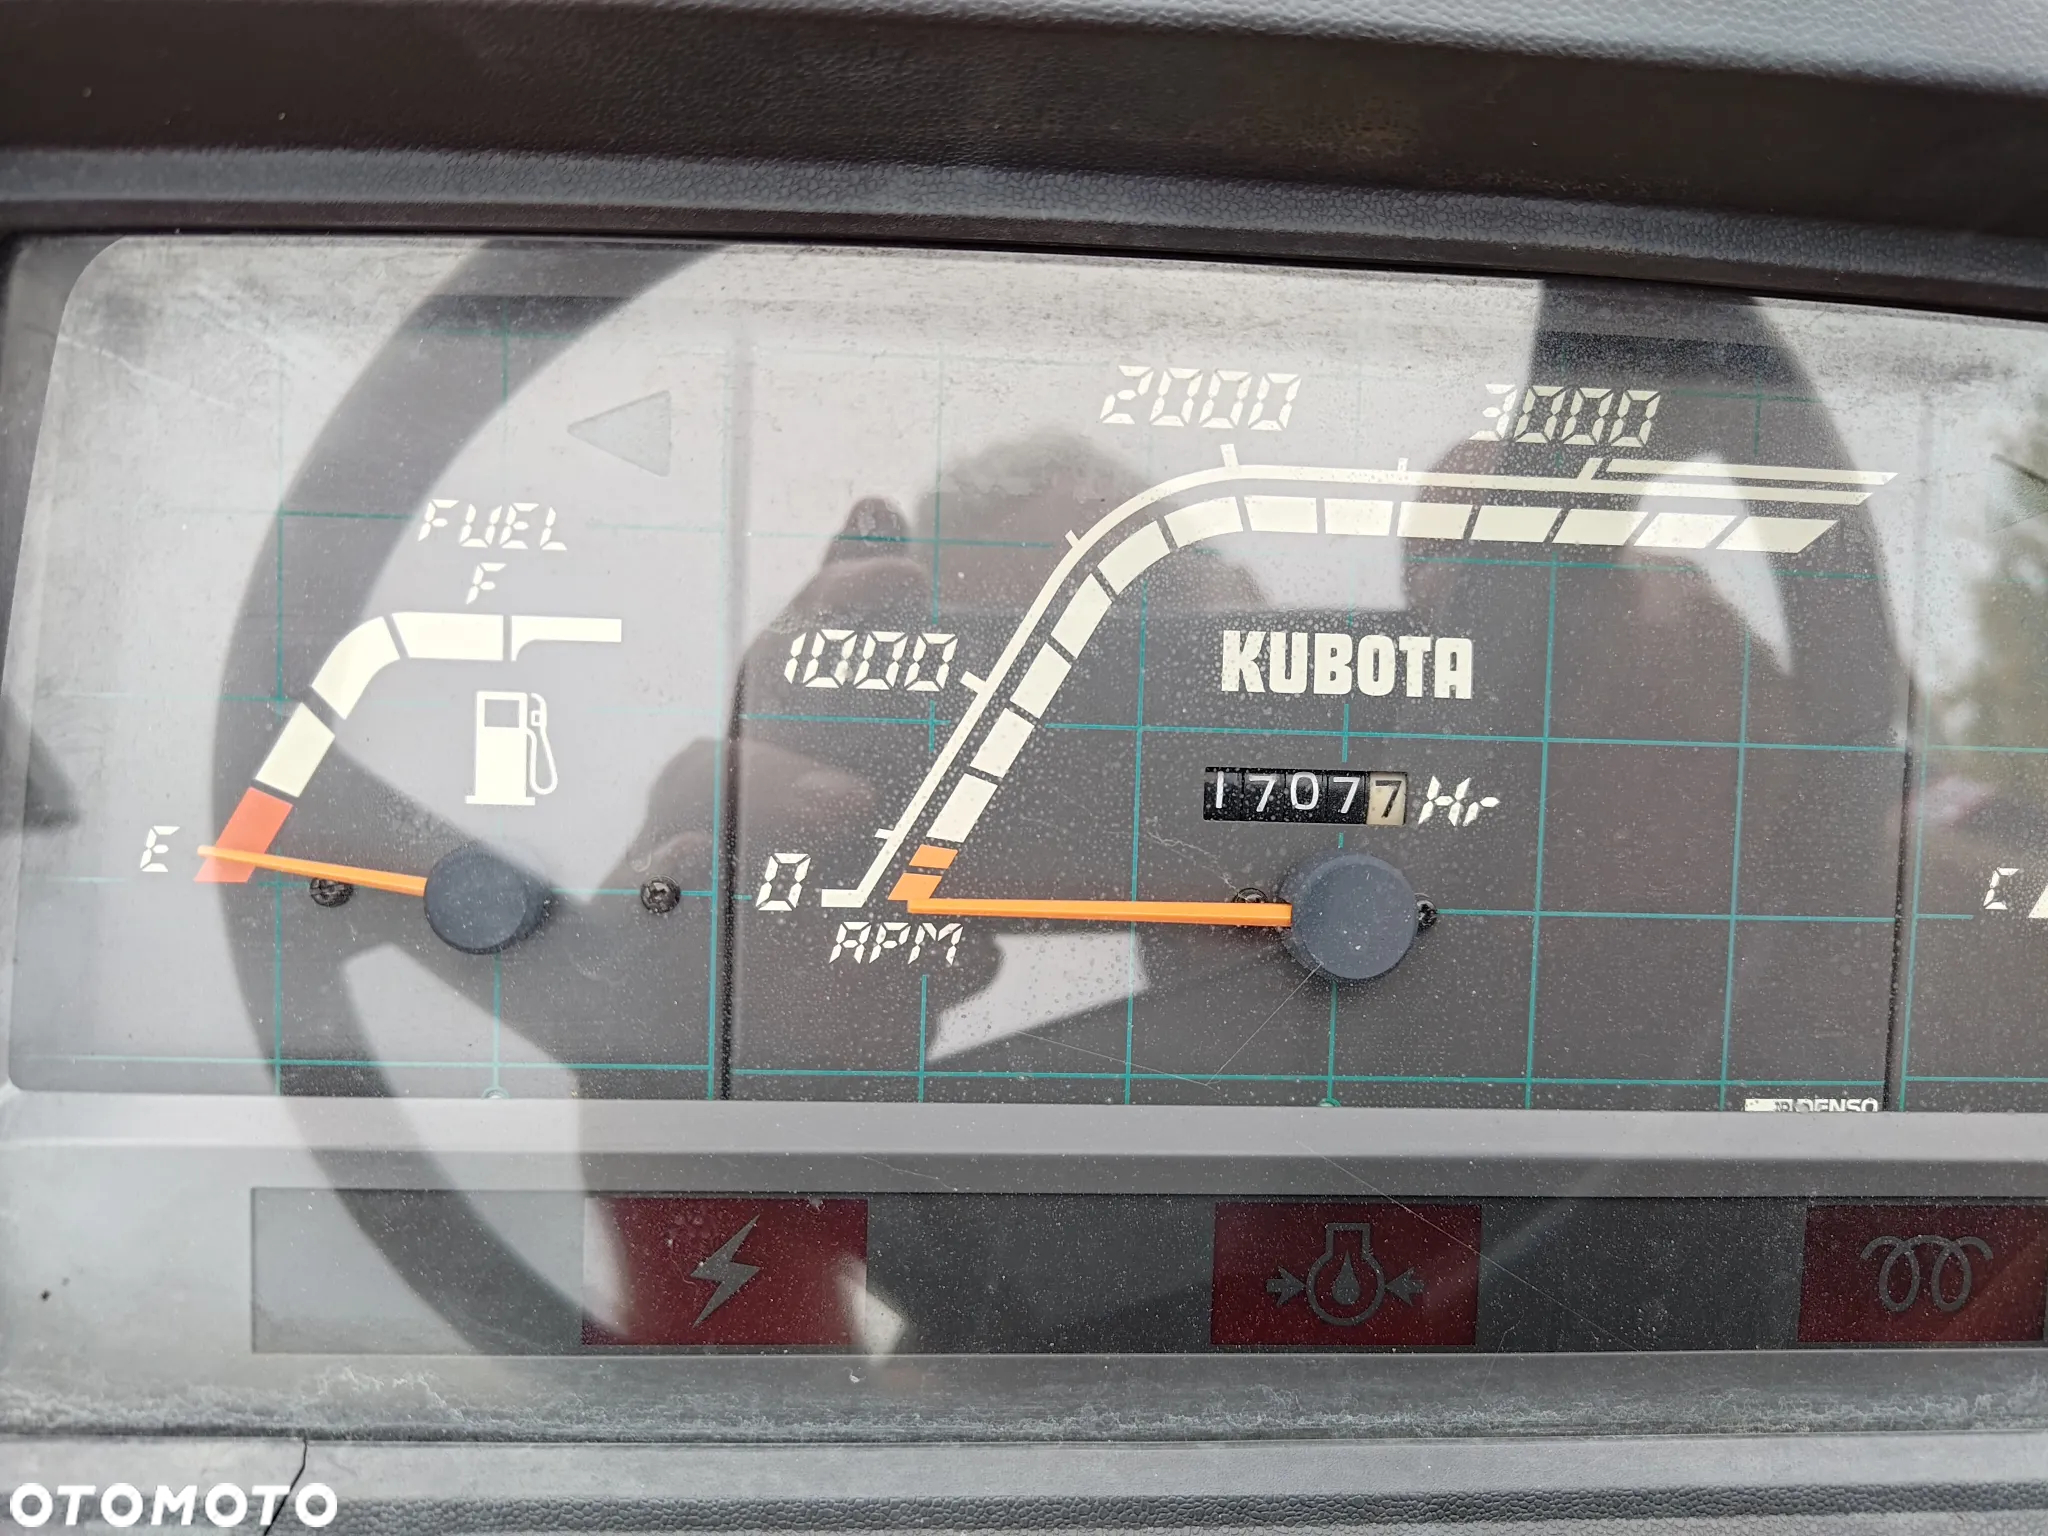 2000 3000
FUEL
F
1000
KUBOTA
17077 Hr
E
0
C
RPM
DENSO
OTOMOTO